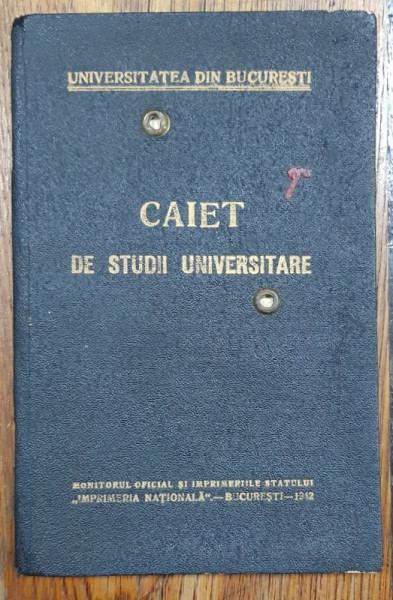 UNIVERSITATEA DIN BUCUREȘTI
CAIET
DE STUDII UNIVERSITARE
MONITORUL OFICIAL ȘI IMPRIMERIILE STATULUI
„IMPRIMERIA NAȚIONALĂ”.—BUCUREȘTI—1942